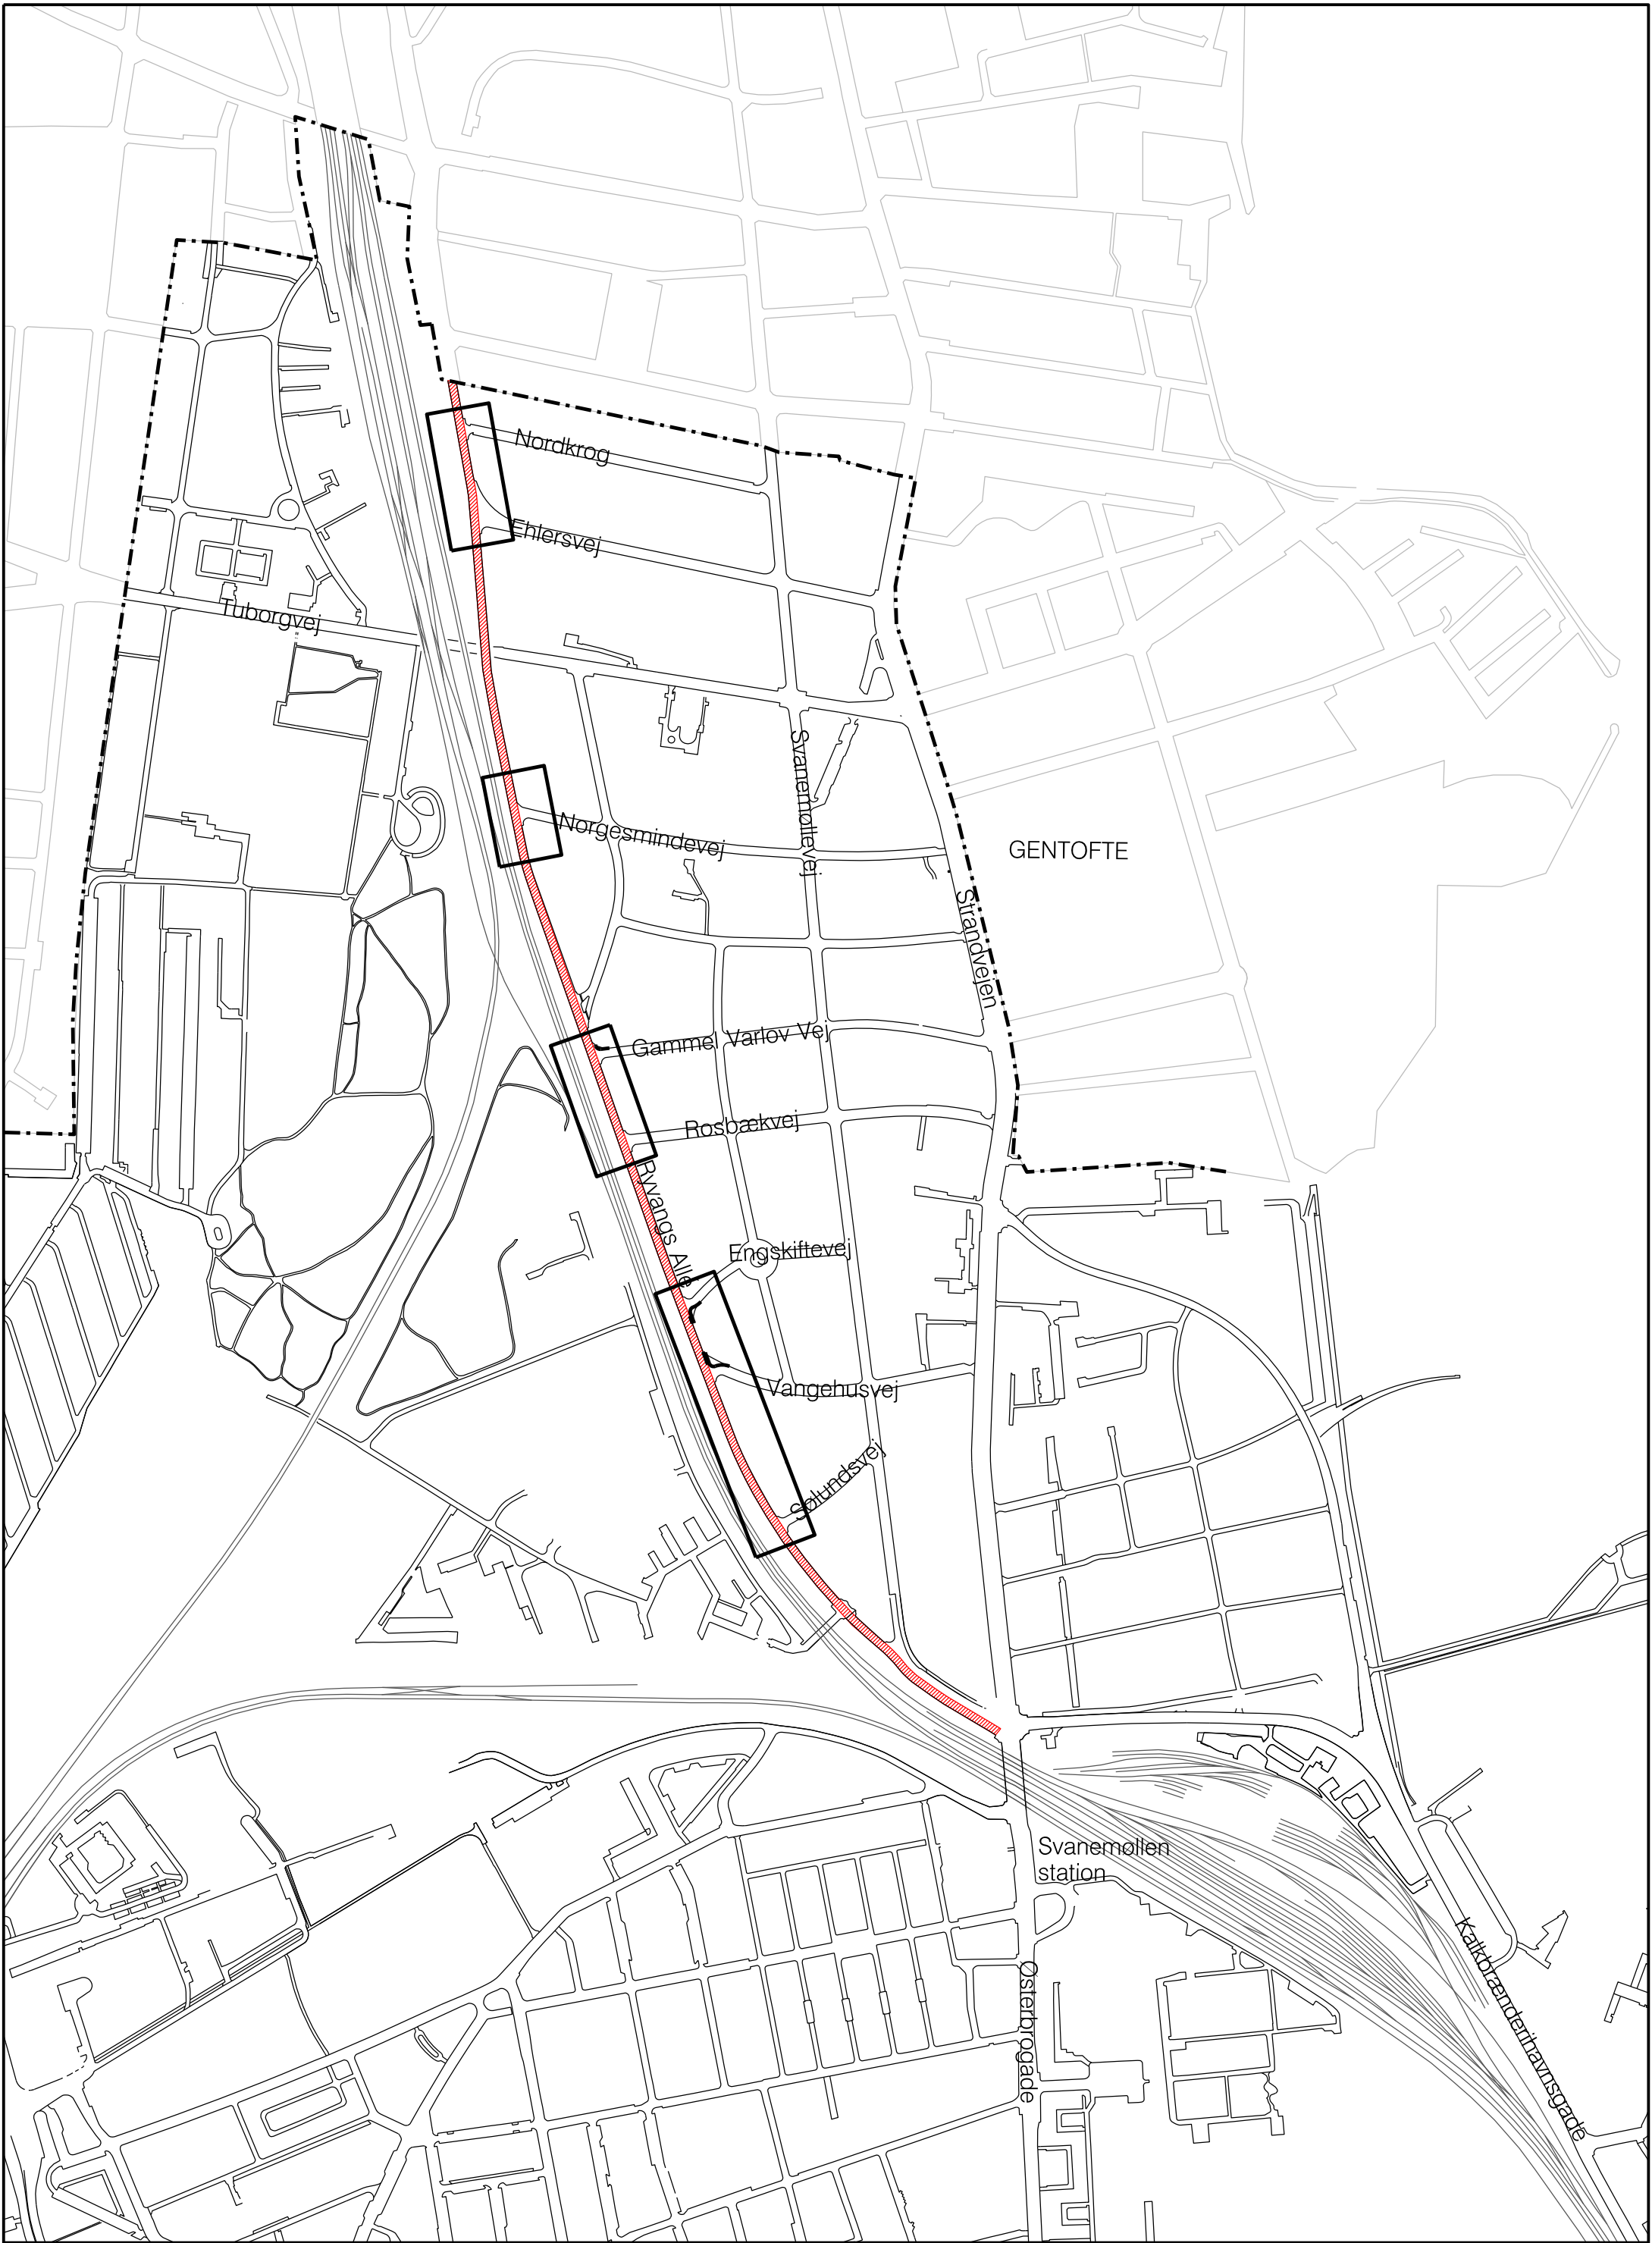 Nordkrog
Ehlersvej
Tuborgvej
Svanemøllevej
Norgesmindevej
GENTOFTE
Strandvejen
Gammel Vartov Vej
Rosbækvej
Ryvangs Alle
Engskiftevej
Vangehusvej
Sølundsvej
Svanemøllen
station
Kalkbrænderihavnsgade
Østerbrogade